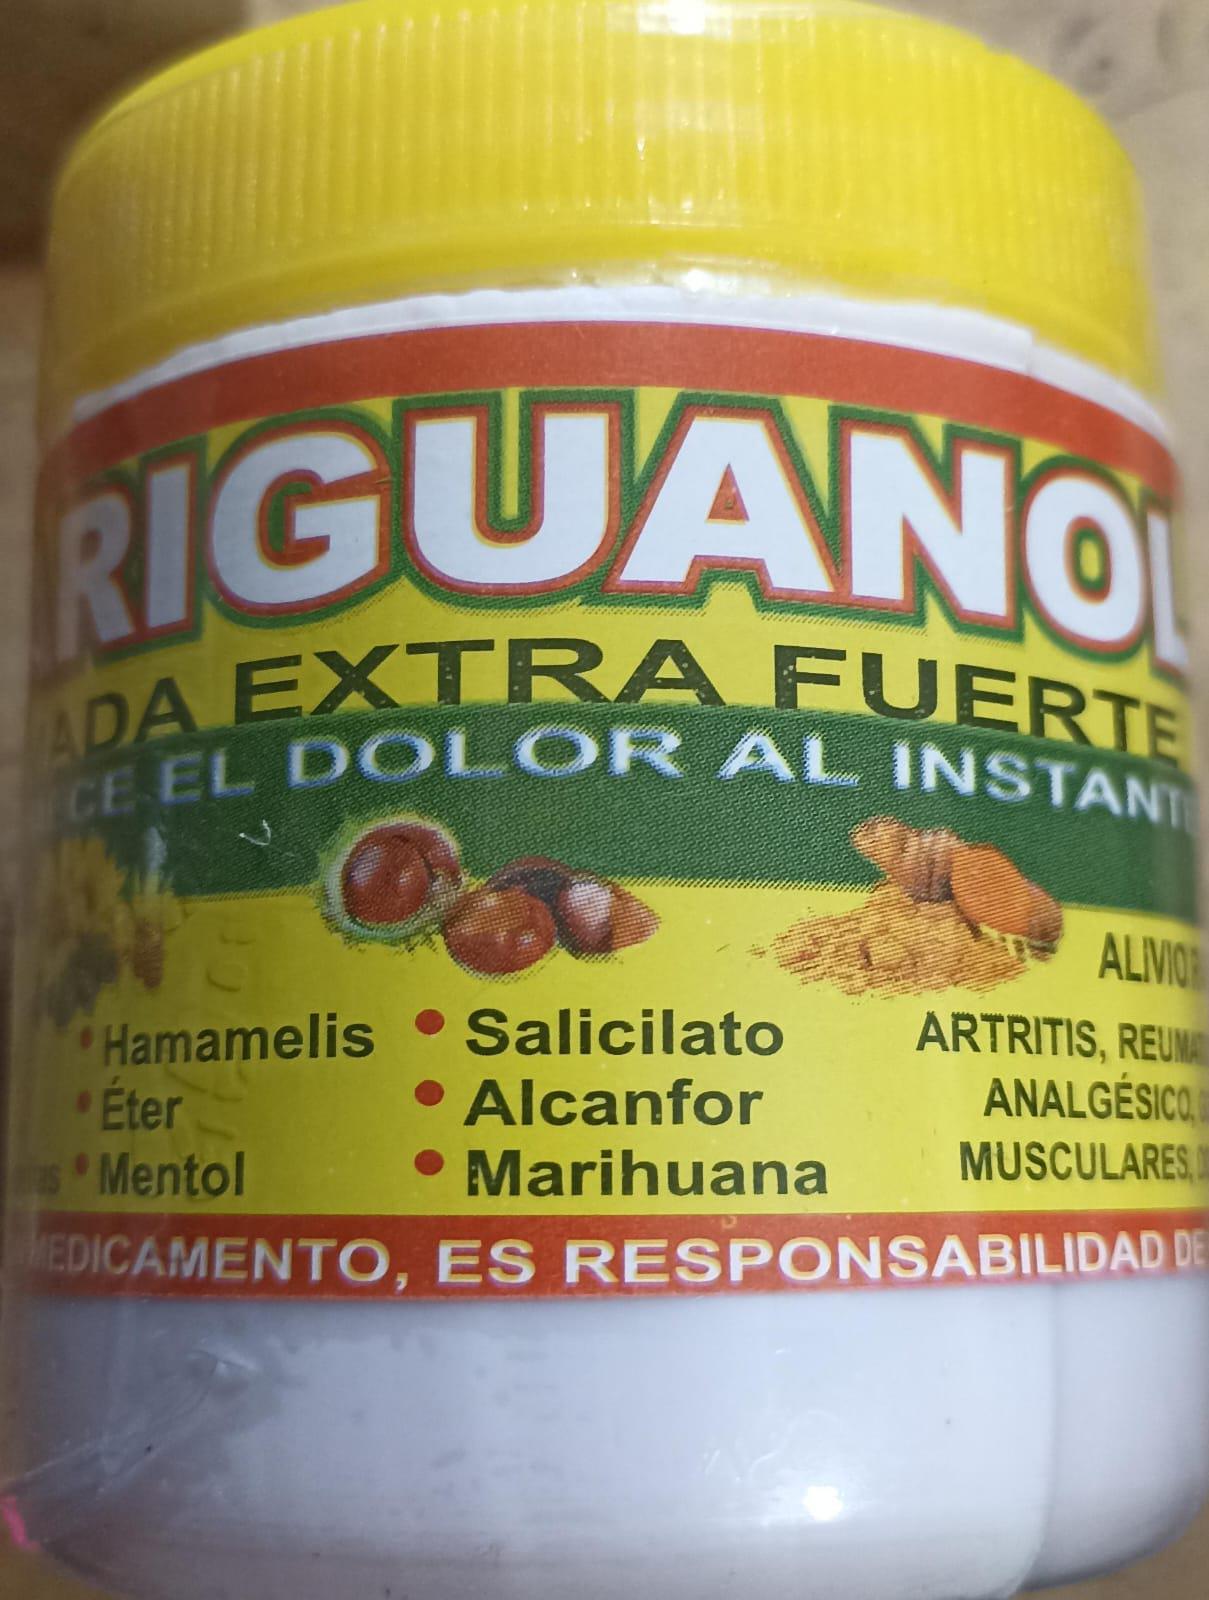 RIGUANOL
ADA EXTRA FUERTE
CE EL DOLOR AL INSTANTE
ALIVIO
• Hamamelis
• Éter
• Mentol
• Salicilato
• Alcanfor
• Marihuana
ARTRITIS, REUMA
ANALGÉSICO,
MUSCULARES,
MEDICAMENTO, ES RESPONSABILIDAD DE